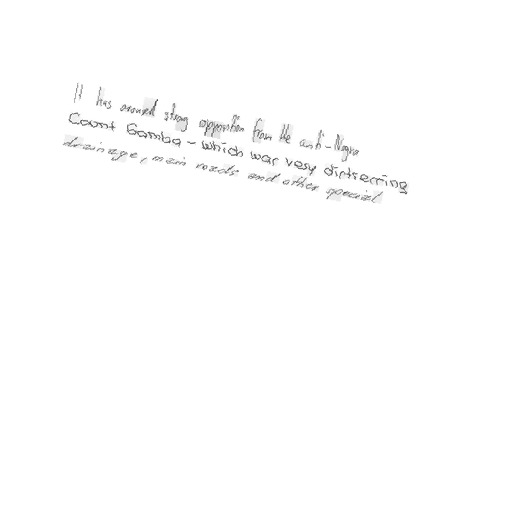 It has aroused strong opposition from the anti-Negro
Count Gamba - which was very distressing
drainage, main roads and other special